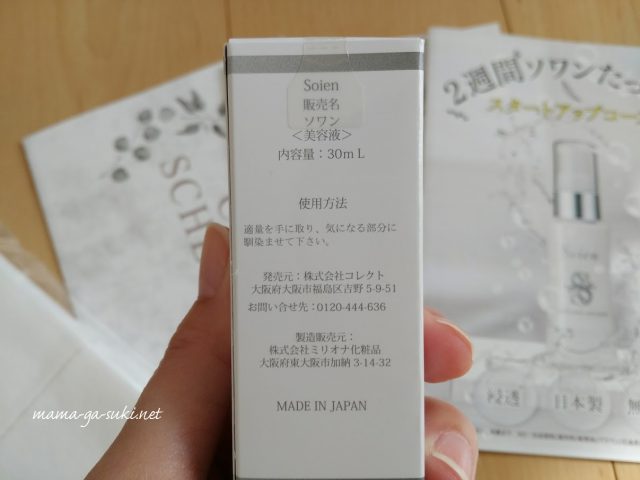 Soien
販売名
ソワン
<美容液>
内容量：30mL
使用方法
適量を手に取り、気になる部分に
馴染ませて下さい。
発売元：株式会社コレクト
大阪府大阪市福島区吉野 5-9-51
お問い合せ先：0120-444-636
製造販売元：
株式会社ミリオナ化粧品
大阪府東大阪市加納 3-14-32
MADE IN JAPAN
SCHE
2週間ソワンたっ
スタートアップコー
Soien
浸透
日本製
無
mama-ga-suki.net